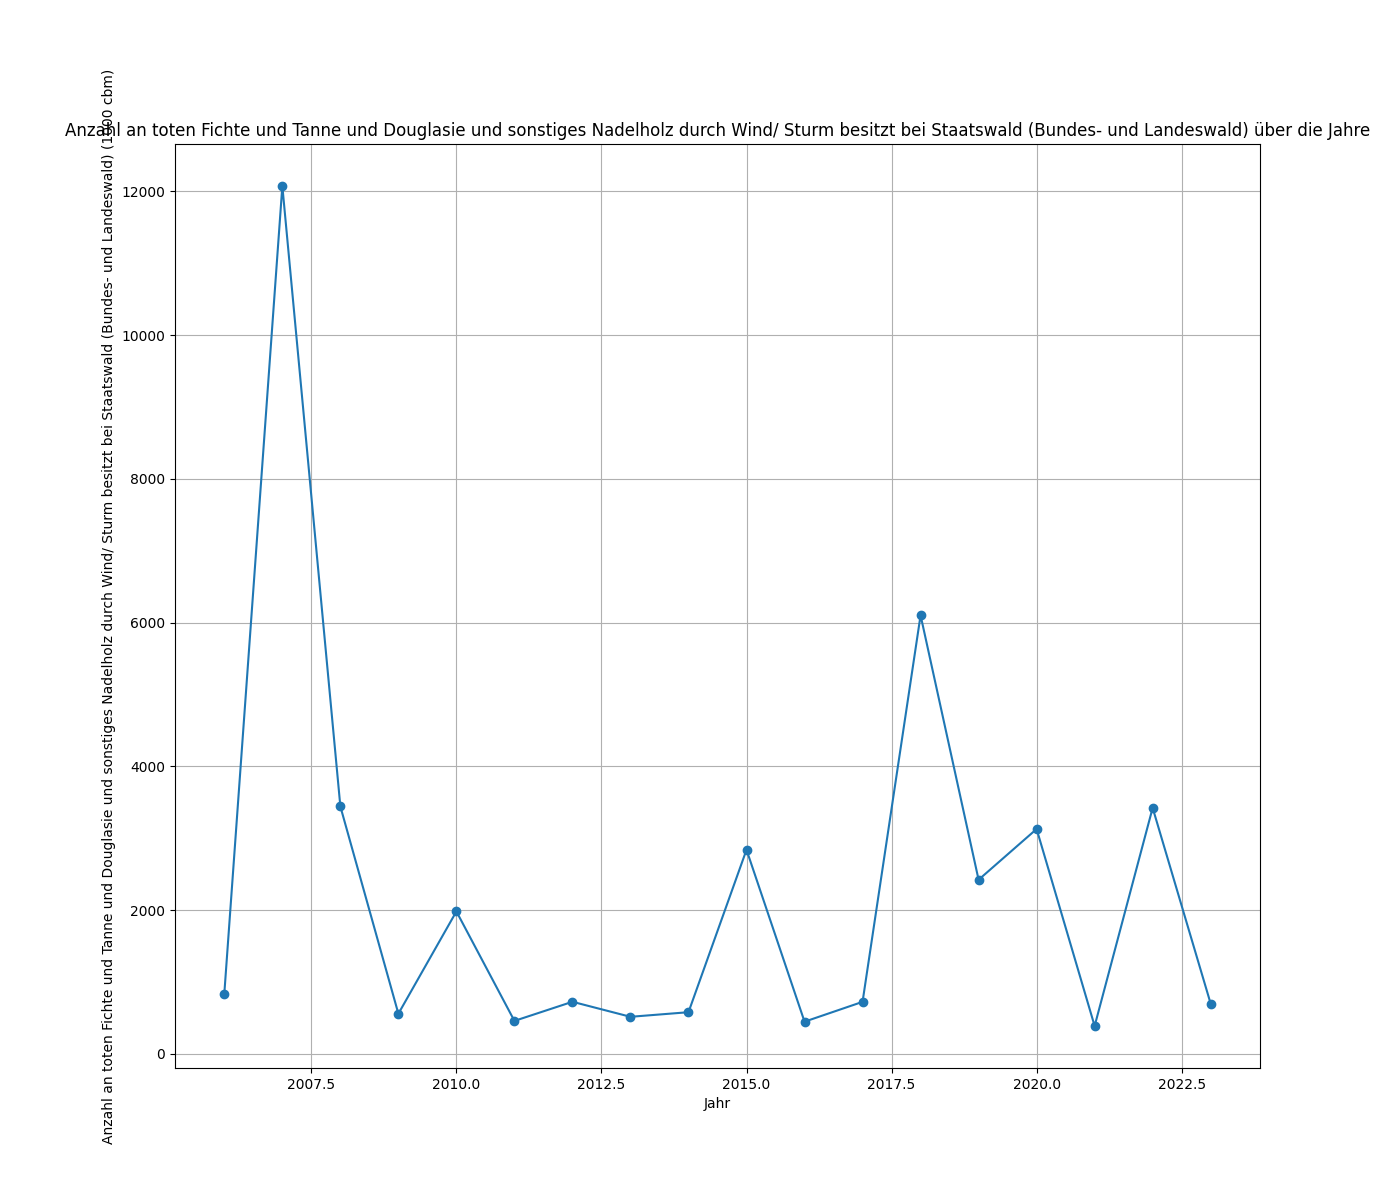 Anzahl an toten Fichte und Tanne und Douglasie und sonstiges Nadelholz durch Wind/ Sturm besitzt bei Staatswald (Bundes- und Landeswald) über die Jahre
Anzahl an toten Fichte und Tanne und Douglasie und sonstiges Nadelholz durch Wind/ Sturm besitzt bei Staatswald (Bundes- und Landeswald) (1000 cbm)
12000
10000
8000
6000
4000
2000
0
2007.5 2010.0 2012.5 2015.0 2017.5 2020.0 2022.5
Jahr